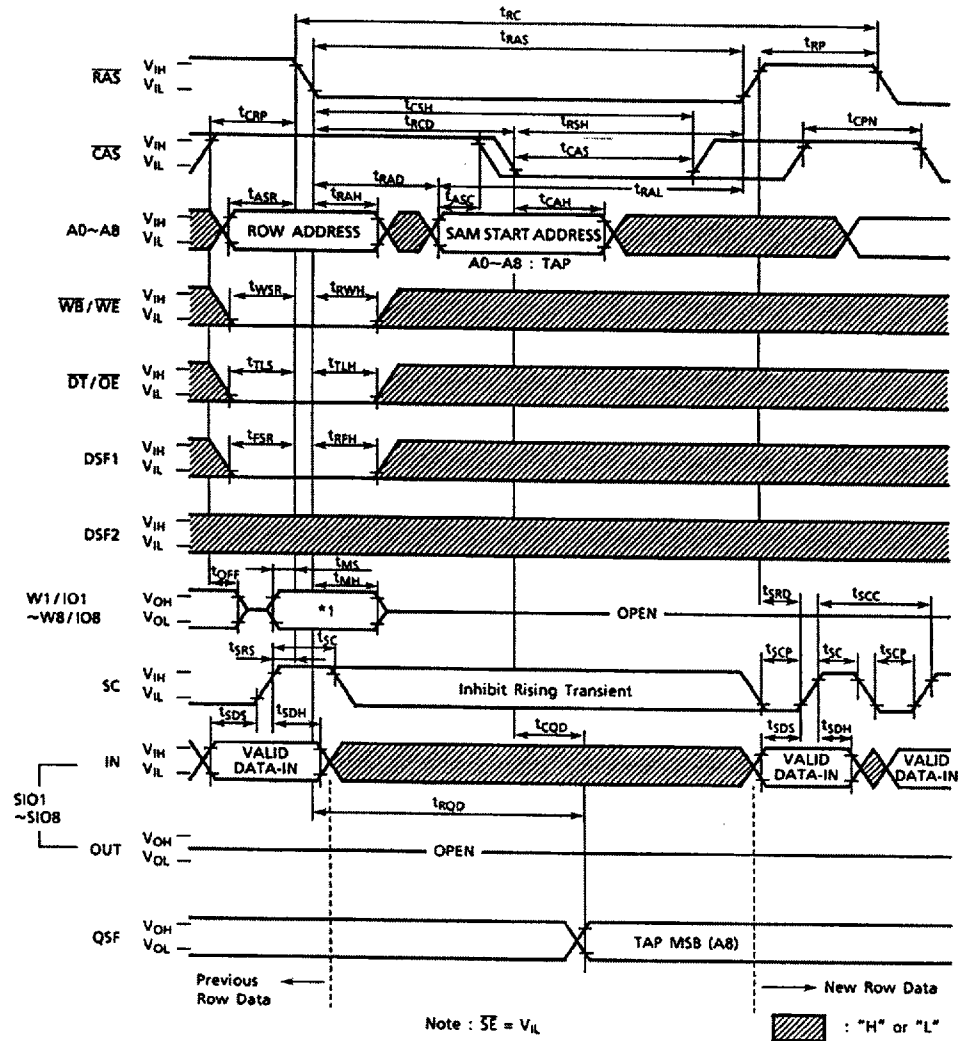 tRC
tRAS
tRP
RAS VIH
VIL
tCRP
tCSH
tRCD
tRSH
tCPN
CAS VIH
VIL
tCAS
tRAD
tRAL
tASR
tRAH
tASC
tCAH
A0~A8 VIH
VIL
ROW ADDRESS
SAM START ADDRESS
A0~A8 : TAP
tWSR
tRWH
WB/WE VIH
VIL
tTLS
tTLH
DT/OE VIH
VIL
tFSR
tRFH
DSF1 VIH
VIL
DSF2 VIH
VIL
tOFF
tMS
tMH
W1/IO1
~W8/IO8
VOH
VOL
*1
OPEN
tSRD
tSCC
tSRS
tSC
tSCP
tSC
tSCP
SC VIH
VIL
Inhibit Rising Transient
tSDS
tSDH
tCQD
tSDS
tSDH
IN VIH
VIL
VALID
DATA-IN
VALID
DATA-IN
VALID
DATA-IN
SIO1
~SIO8
tRQD
OUT VOH
VOL
OPEN
QSF VOH
VOL
TAP MSB (A8)
Previous
Row Data
New Row Data
Note : SE = VIL
: "H" or "L"